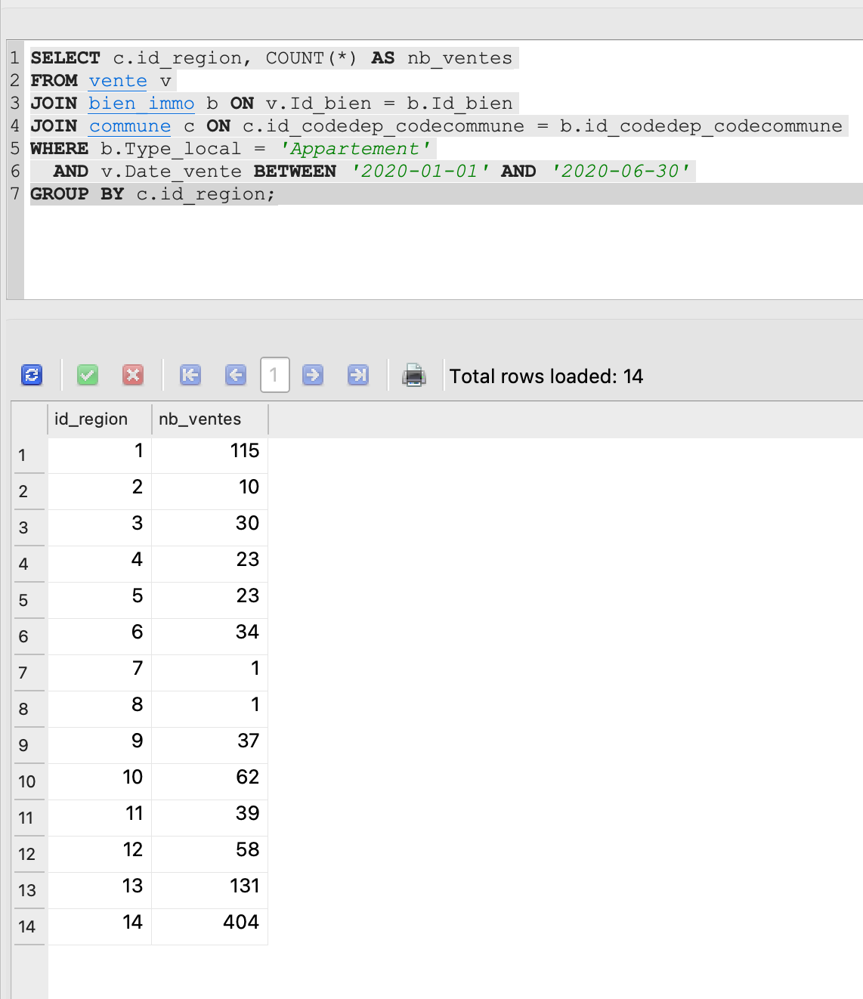 1 SELECT c.id_region, COUNT(*) AS nb_ventes
2 FROM vente v
3 JOIN bien_immo b ON v.Id_bien = b.Id_bien
4 JOIN commune c ON c.id_codedep_codecommune = b.id_codedep_codecommune
5 WHERE b.Type_local = 'Appartement'
6   AND v.Date_vente BETWEEN '2020-01-01' AND '2020-06-30'
7 GROUP BY c.id_region;
1 Total rows loaded: 14
id_region nb_ventes
1 1 115
2 2 10
3 3 30
4 4 23
5 5 23
6 6 34
7 7 1
8 8 1
9 9 37
10 10 62
11 11 39
12 12 58
13 13 131
14 14 404